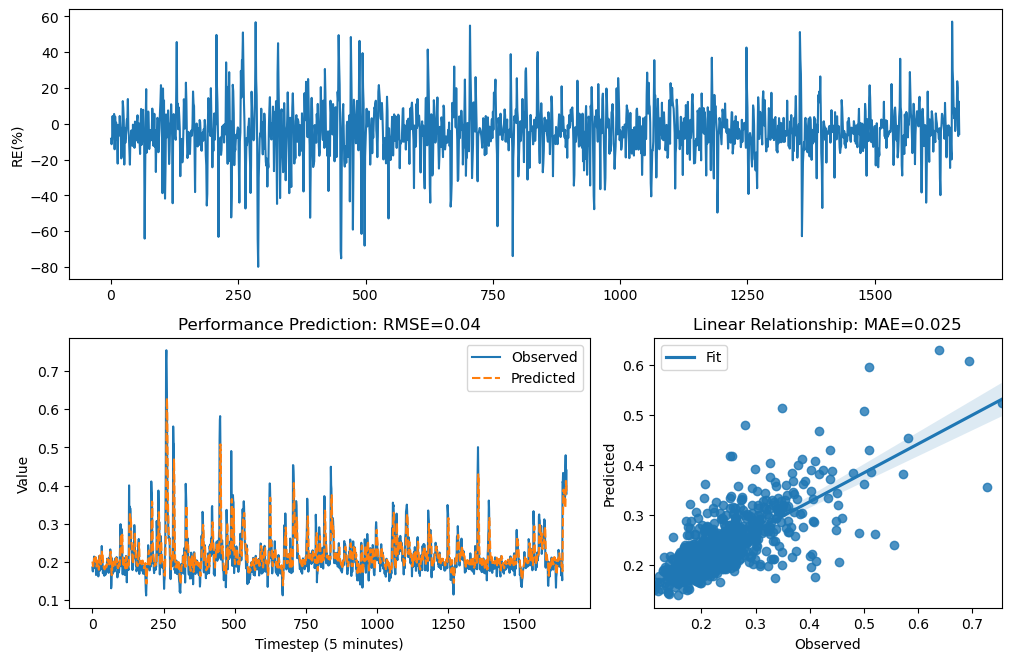 60
40
20
0
−20
−40
−60
−80
RE(%)
0 250 500 750 1000 1250 1500
Performance Prediction: RMSE=0.04
Observed
Predicted
0.7
0.6
0.5
0.4
0.3
0.2
0.1
Value
0 250 500 750 1000 1250 1500
Timestep (5 minutes)
Linear Relationship: MAE=0.025
Fit
0.6
0.5
0.4
0.3
0.2
Predicted
0.2 0.3 0.4 0.5 0.6 0.7
Observed